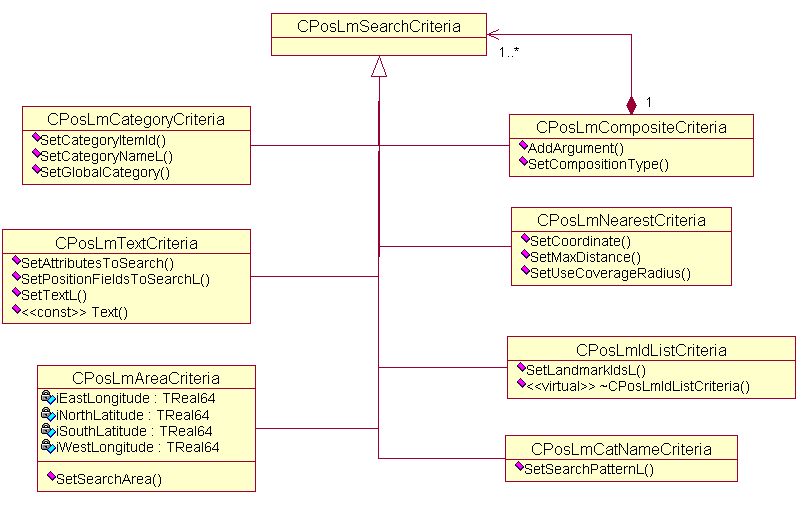 CPosLmSearchCriteria
1..*
1
CPosLmCategoryCriteria
SetCategoryItemId()
SetCategoryNameL()
SetGlobalCategory()
CPosLmCompositeCriteria
AddArgument()
SetCompositionType()
CPosLmTextCriteria
SetAttributesToSearch()
SetPositionFieldsToSearchL()
SetTextL()
<<const>> Text()
CPosLmNearestCriteria
SetCoordinate()
SetMaxDistance()
SetUseCoverageRadius()
CPosLmAreaCriteria
iEastLongitude : TReal64
iNorthLatitude : TReal64
iSouthLatitude : TReal64
iWestLongitude : TReal64
SetSearchArea()
CPosLmIdListCriteria
SetLandmarkIdsL()
<<virtual>> ~CPosLmIdListCriteria()
CPosLmCatNameCriteria
SetSearchPatternL()